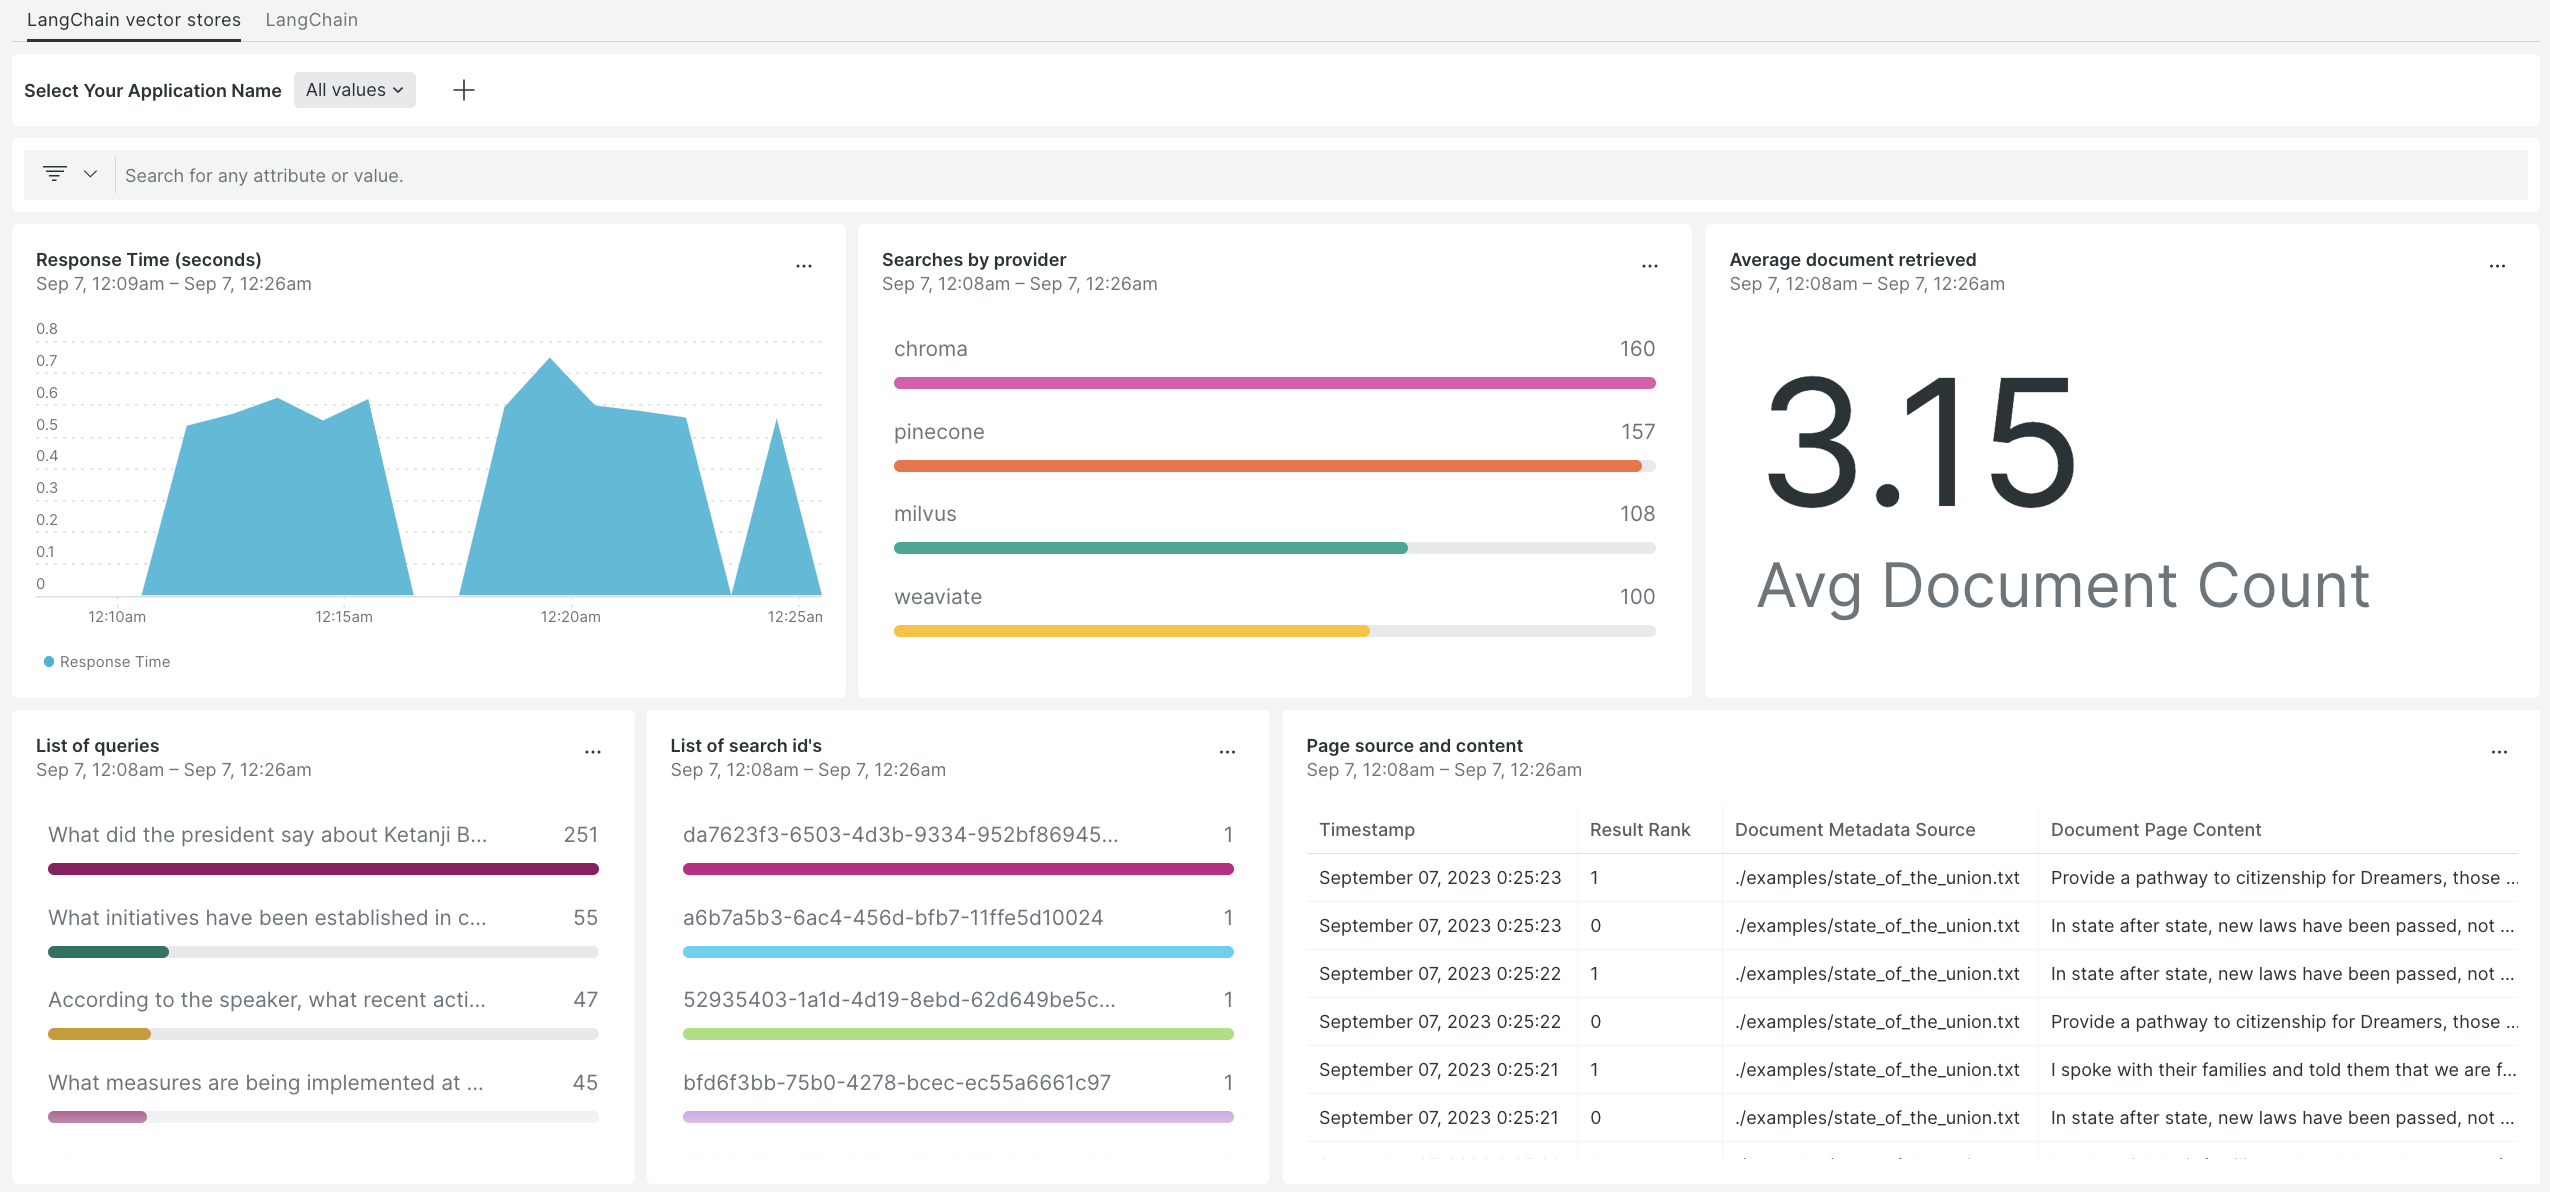 LangChain vector stores LangChain
Select Your Application Name All values
Search for any attribute or value.
Response Time (seconds)
Sep 7, 12:09am – Sep 7, 12:26am
0.8
0.7
0.6
0.5
0.4
0.3
0.2
0.1
0
12:10am 12:15am 12:20am 12:25an
Response Time
Searches by provider
Sep 7, 12:08am – Sep 7, 12:26am
chroma 160
pinecone 157
milvus 108
weaviate 100
Average document retrieved
Sep 7, 12:08am – Sep 7, 12:26am
3.15
Avg Document Count
List of queries
Sep 7, 12:08am – Sep 7, 12:26am
What did the president say about Ketanji B... 251
What initiatives have been established in c... 55
According to the speaker, what recent acti... 47
What measures are being implemented at ... 45
List of search id's
Sep 7, 12:08am – Sep 7, 12:26am
da7623f3-6503-4d3b-9334-952bf86945... 1
a6b7a5b3-6ac4-456d-bfb7-11ffe5d10024 1
52935403-1a1d-4d19-8ebd-62d649be5c... 1
bfd6f3bb-75b0-4278-bcec-ec55a6661c97 1
Page source and content
Sep 7, 12:08am – Sep 7, 12:26am
Timestamp Result Rank Document Metadata Source Document Page Content
September 07, 2023 0:25:23 1 ./examples/state_of_the_union.txt Provide a pathway to citizenship for Dreamers, those ...
September 07, 2023 0:25:23 0 ./examples/state_of_the_union.txt In state after state, new laws have been passed, not ...
September 07, 2023 0:25:22 1 ./examples/state_of_the_union.txt In state after state, new laws have been passed, not ...
September 07, 2023 0:25:22 0 ./examples/state_of_the_union.txt Provide a pathway to citizenship for Dreamers, those ...
September 07, 2023 0:25:21 1 ./examples/state_of_the_union.txt I spoke with their families and told them that we are f...
September 07, 2023 0:25:21 0 ./examples/state_of_the_union.txt In state after state, new laws have been passed, not ...